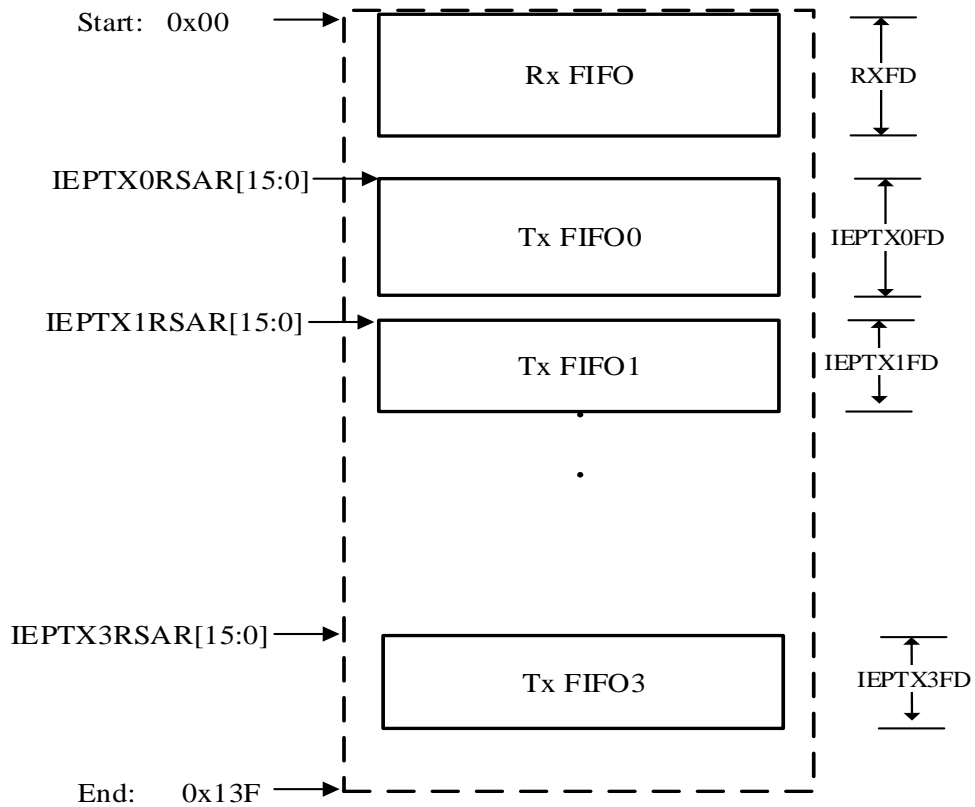 Start: 0x00
Rx FIFO
RXFD
IEPTX0RSAR[15:0]
Tx FIFO0
IEPTX0FD
IEPTX1RSAR[15:0]
Tx FIFO1
IEPTX1FD
IEPTX3RSAR[15:0]
Tx FIFO3
IEPTX3FD
End: 0x13F